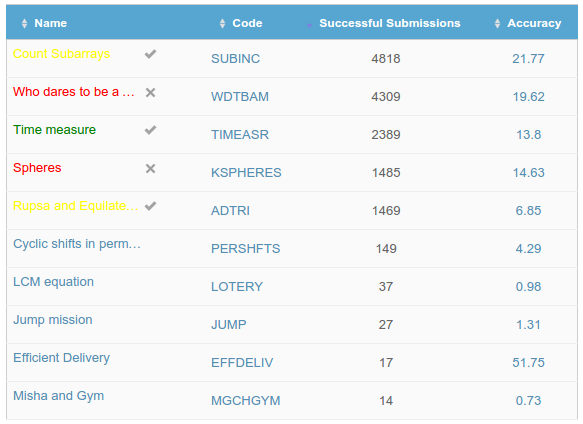 Name Code Successful Submissions Accuracy
Count Subarrays SUBINC 4818 21.77
Who dares to be a ... WDTBAM 4309 19.62
Time measure TIMEASR 2389 13.8
Spheres KSPHERES 1485 14.63
Rupsa and Equilate... ADTRI 1469 6.85
Cyclic shifts in perm... PERSHFTS 149 4.29
LCM equation LOTERY 37 0.98
Jump mission JUMP 27 1.31
Efficient Delivery EFFDELIV 17 51.75
Misha and Gym MGCHGYM 14 0.73